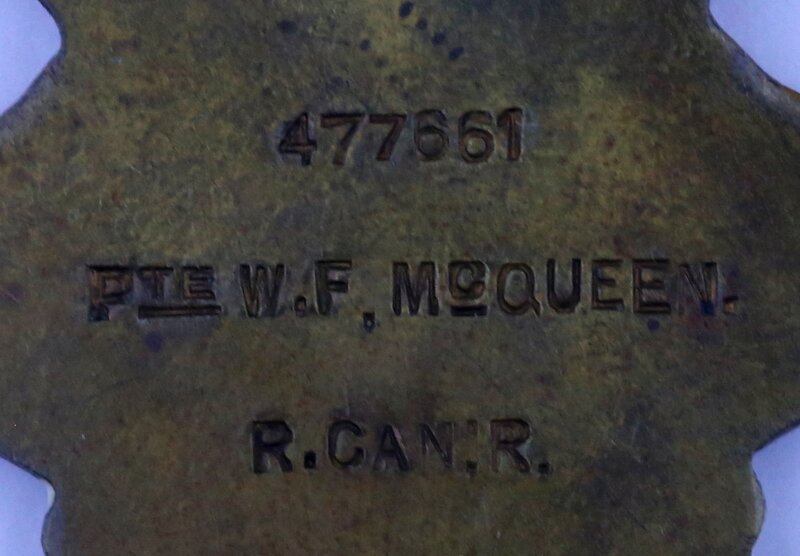 477661
PTE W.F. MCQUEEN.
R.CAN.R.